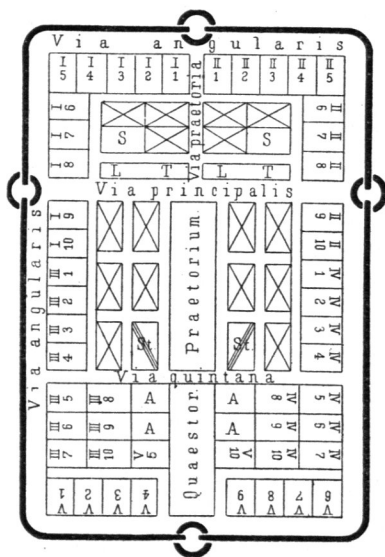 Via angularis
I 5 I 4 I 3 I 2 I 1 II 1 II 2 II 3 II 4 II 5
Via praetoria
I 6 II 6
I 7 S S II 7
I 8 II 8
L T L T
Via principalis
I 9 II 9
I 10 II 10
III 1 IV 1
III 2 IV 2
III 3 St. St. IV 3
III 4 IV 4
Praetorium
Via angularis
Via quintana
III 5 III 8 A A IV 8 IV 5
III 6 III 9 A A IV 9 IV 6
III 7 III 10 V 5 V 10 IV 10 IV 7
Quaestor.
V 1 V 2 V 3 V 4 V 9 V 8 V 7 V 6